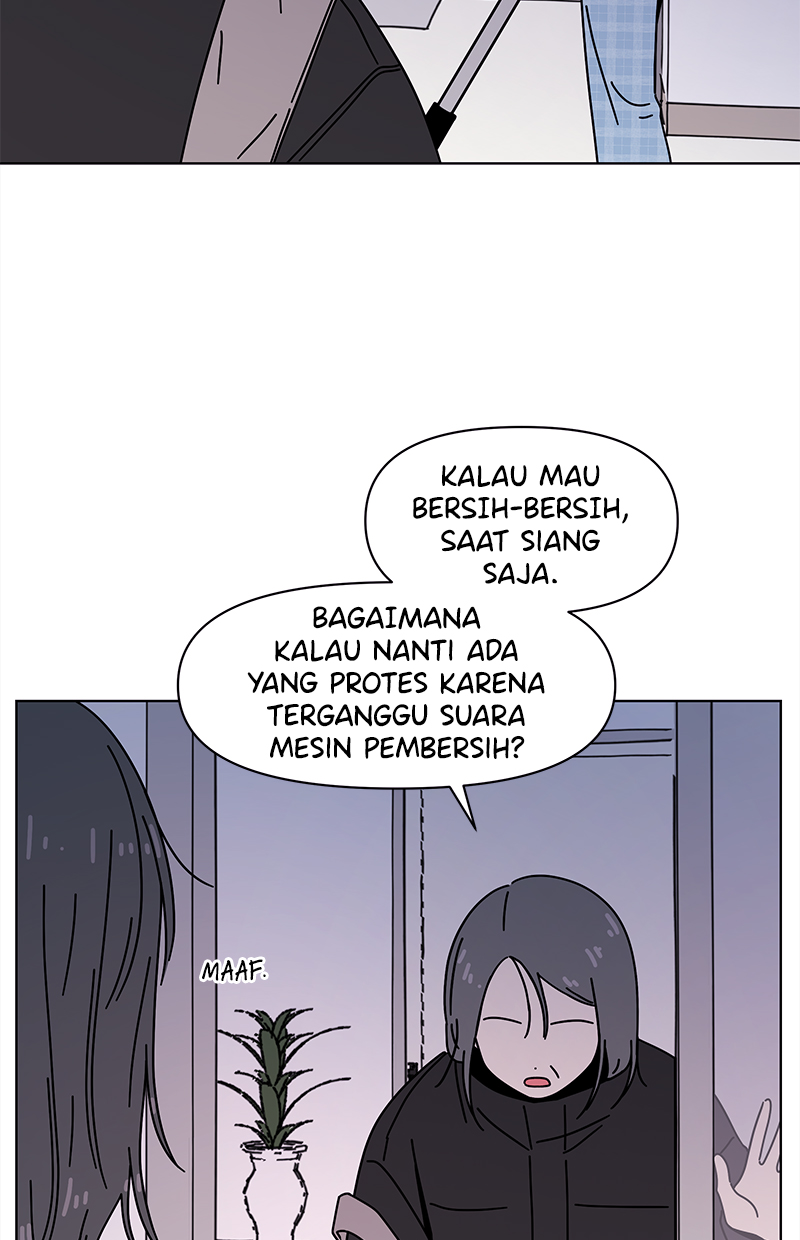 KALAU MAU
BERSIH-BERSIH,
SAAT SIANG
SAJA.
BAGAIMANA
KALAU NANTI ADA
YANG PROTES KARENA
TERGANGGU SUARA
MESIN PEMBERSIH?
MAAF.